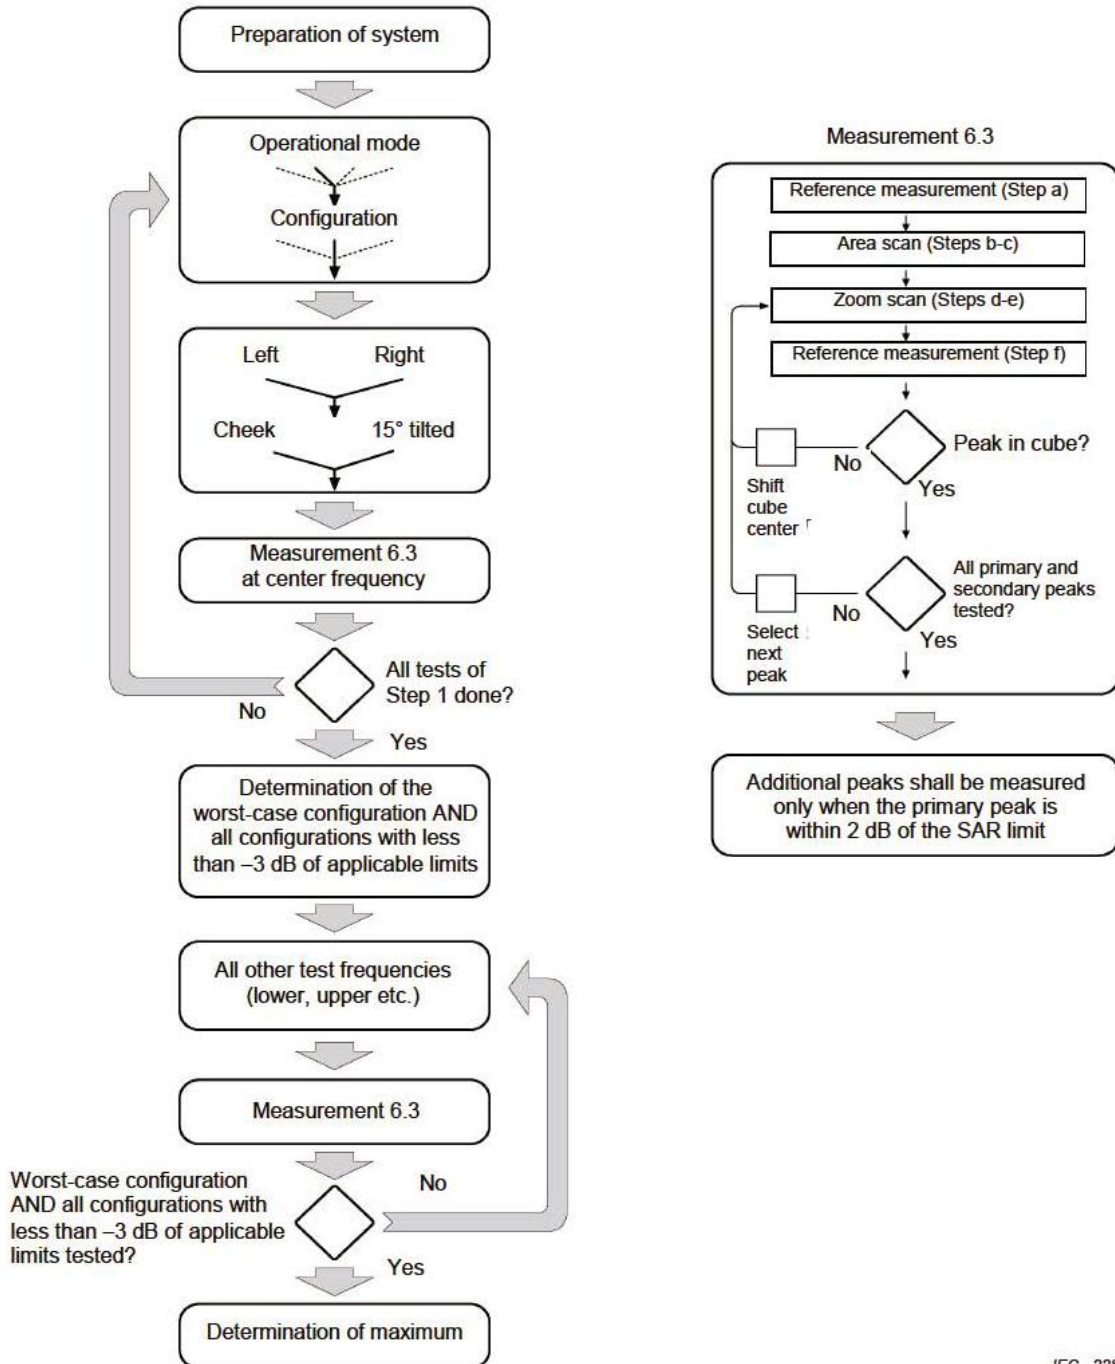 Preparation of system
Operational mode
Configuration
Left Right
Cheek 15° tilted
Measurement 6.3
at center frequency
All tests of
Step 1 done?
No
Yes
Determination of the
worst-case configuration AND
all configurations with less
than –3 dB of applicable limits
All other test frequencies
(lower, upper etc.)
Measurement 6.3
Worst-case configuration
AND all configurations with
less than –3 dB of applicable
limits tested?
No
Yes
Determination of maximum
Measurement 6.3
Reference measurement (Step a)
Area scan (Steps b-c)
Zoom scan (Steps d-e)
Reference measurement (Step f)
Peak in cube?
No
Yes
Shift
cube
center
All primary and
secondary peaks
tested?
No
Yes
Select
next
peak
Additional peaks shall be measured
only when the primary peak is
within 2 dB of the SAR limit
IEC